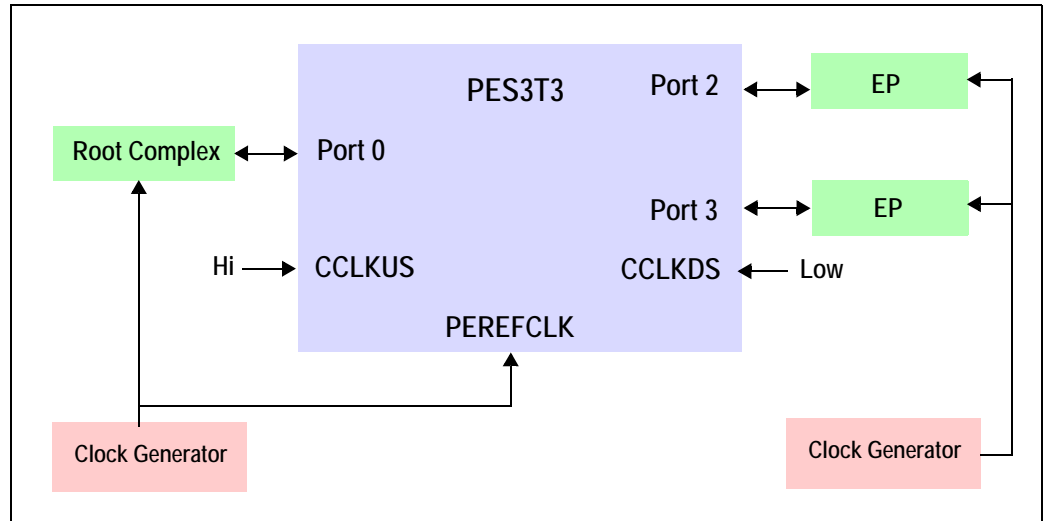 PES3T3
Port 2
EP
Root Complex
Port 0
Port 3
EP
Hi
CCLKUS
CCLKDS
Low
PEREFCLK
Clock Generator
Clock Generator